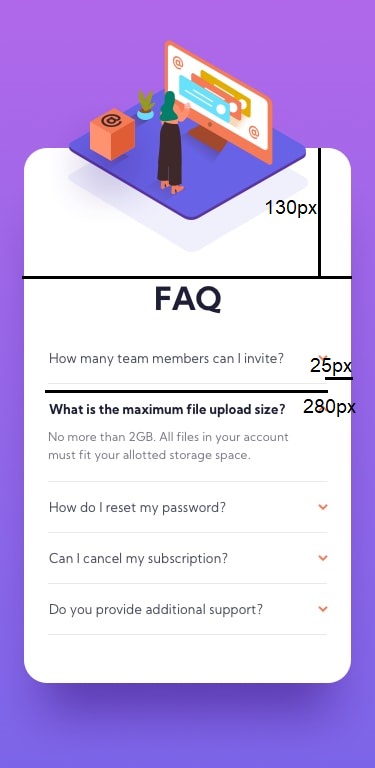 @
@
@
@
130px
FAQ
How many team members can I invite?
25px
What is the maximum file upload size?
280px
No more than 2GB. All files in your account
must fit your allotted storage space.
How do I reset my password?
Can I cancel my subscription?
Do you provide additional support?